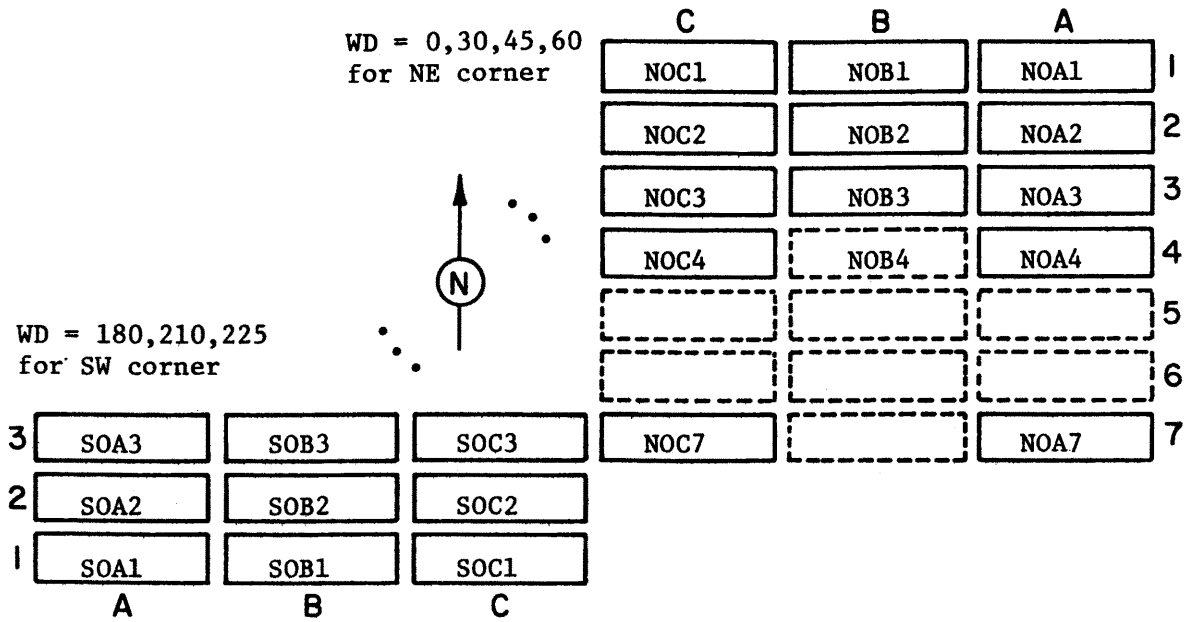 C B A
WD = 0,30,45,60
for NE corner
NOC1 NOB1 NOA1 1
NOC2 NOB2 NOA2 2
NOC3 NOB3 NOA3 3
NOC4 NOB4 NOA4 4
N
5
WD = 180,210,225
for SW corner
6
NOC7 NOA7 7
3 SOA3 SOB3 SOC3
2 SOA2 SOB2 SOC2
1 SOA1 SOB1 SOC1
A B C